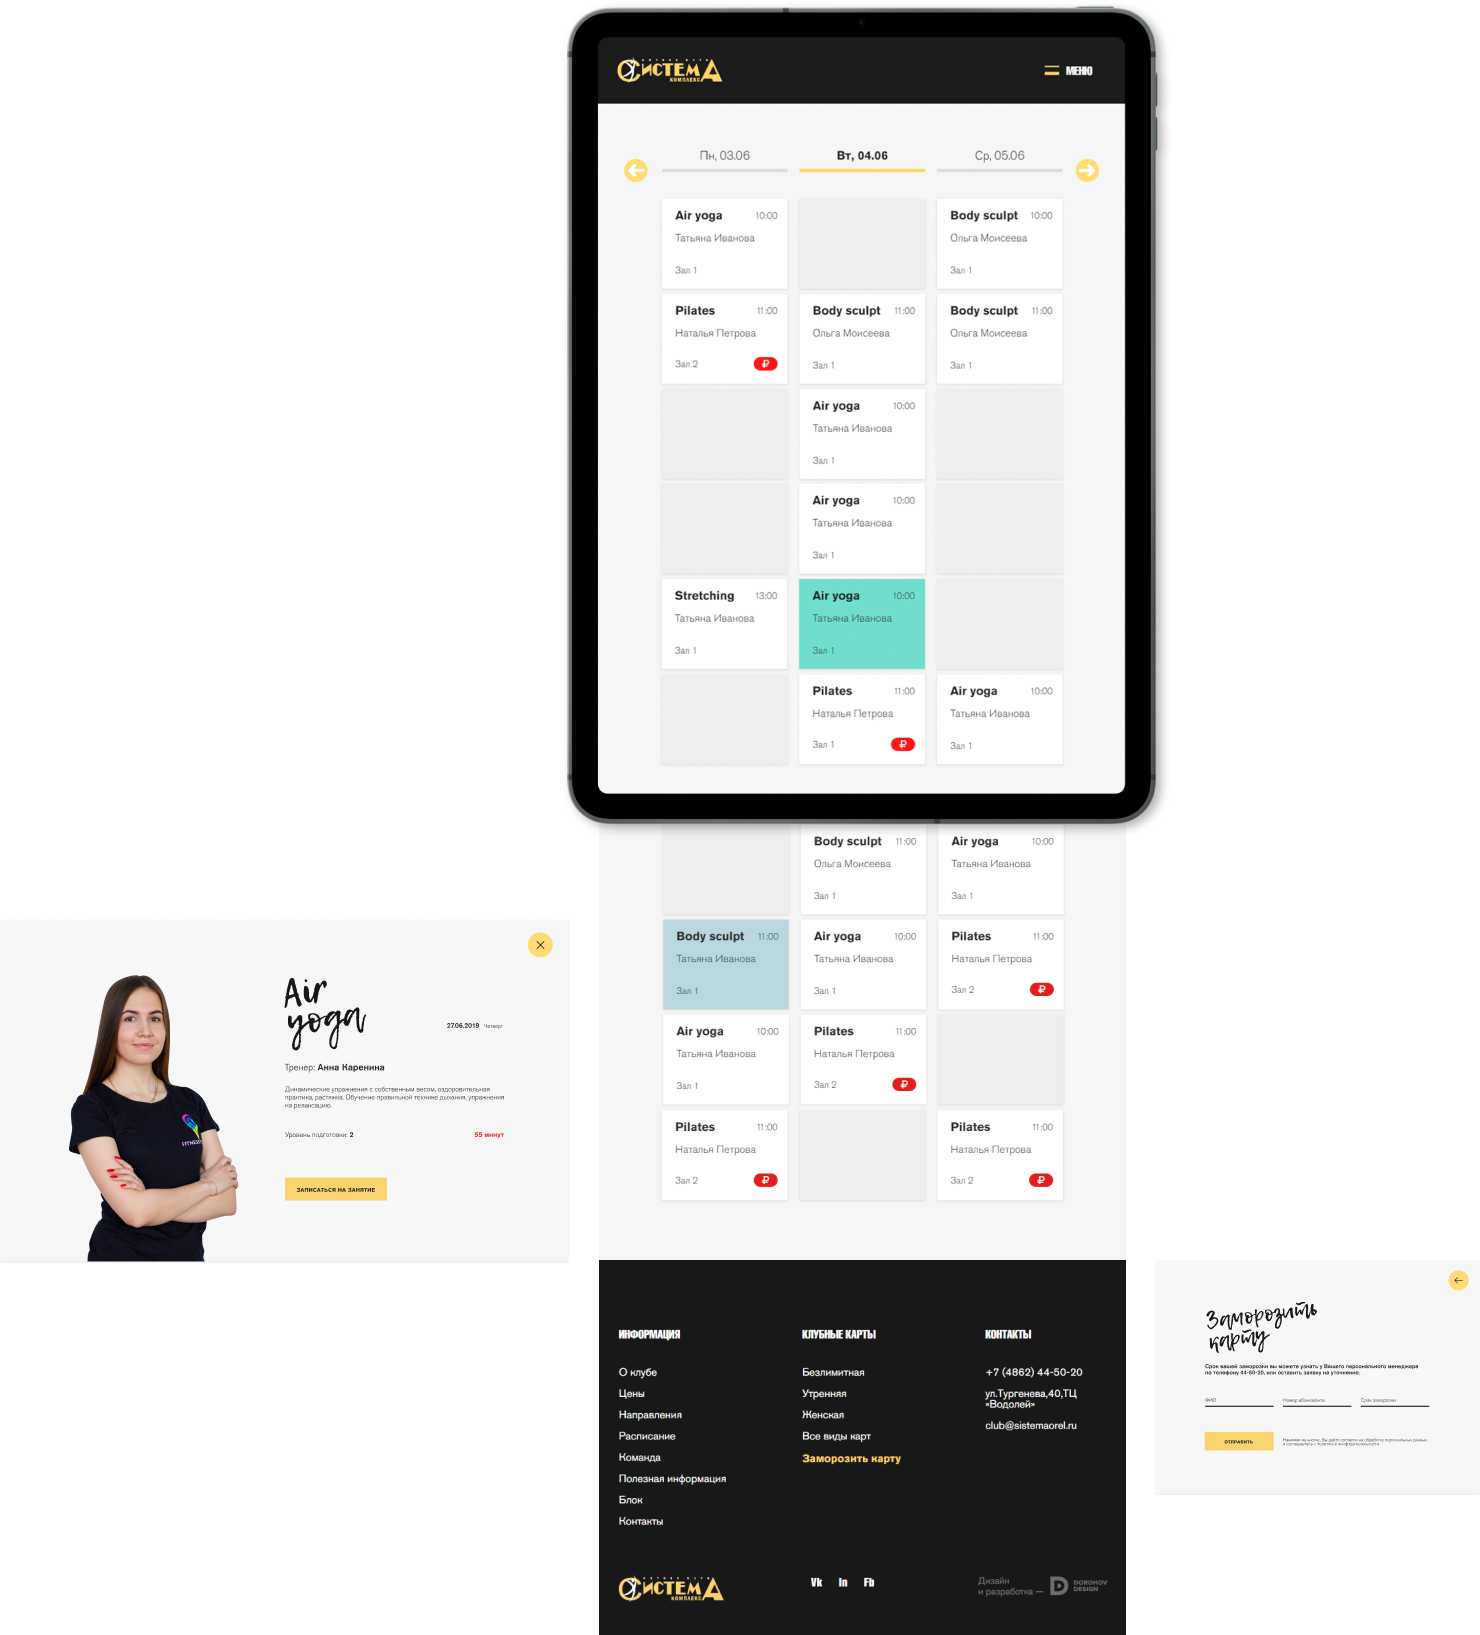 СИСТЕМА
КОМПЛЕКС
МЕНЮ
Пн, 03.06
Вт, 04.06
Ср, 05.06
Air yoga 10:00
Татьяна Иванова
Зал 1
Body sculpt 10:00
Ольга Моисеева
Зал 1
Pilates 11:00
Наталья Петрова
Зал 2
₽
Body sculpt 11:00
Ольга Моисеева
Зал 1
Body sculpt 11:00
Ольга Моисеева
Зал 1
Air yoga 10:00
Татьяна Иванова
Зал 1
Air yoga 10:00
Татьяна Иванова
Зал 1
Stretching 13:00
Татьяна Иванова
Зал 1
Air yoga 10:00
Татьяна Иванова
Зал 1
Pilates 11:00
Наталья Петрова
Зал 1
₽
Air yoga 10:00
Татьяна Иванова
Зал 1
Body sculpt 11:00
Ольга Моисеева
Зал 1
Air yoga 10:00
Татьяна Иванова
Зал 1
Body sculpt 11:00
Татьяна Иванова
Зал 1
Air yoga 10:00
Татьяна Иванова
Зал 1
Pilates 11:00
Наталья Петрова
Зал 2
₽
Air yoga 10:00
Татьяна Иванова
Зал 1
Pilates 11:00
Наталья Петрова
Зал 2
₽
Pilates 11:00
Наталья Петрова
Зал 2
₽
Pilates 11:00
Наталья Петрова
Зал 2
₽
Air
yoga
27.06.2019 Четверг
Тренер: Анна Каренина
Динамические упражнения с собственным весом, оздоровительная
практика, растяжка. Обучение правильной технике дыхания, упражнения
на релаксацию.
Уровень подготовки: 2
55 минут
ЗАПИСАТЬСЯ НА ЗАНЯТИЕ
FITNESS
Заморозить
карту
Срок вашей заморозки вы можете узнать у Вашего персонального менеджера
по телефону 44-50-20, или оставить заявку на уточнение.
ФИО
Номер абонемента
Срок заморозки
ОТПРАВИТЬ
Нажимая на кнопку, Вы даёте согласие на обработку персональных данных
и соглашаетесь с политикой конфиденциальности
ИНФОРМАЦИЯ
О клубе
Цены
Направления
Расписание
Команда
Полезная информация
Блок
Контакты
КЛУБНЫЕ КАРТЫ
Безлимитная
Утренняя
Женская
Все виды карт
Заморозить карту
КОНТАКТЫ
+7 (4862) 44-50-20
ул.Тургенева,40,ТЦ
«Водолей»
club@sistemaorel.ru
СИСТЕМА
КОМПЛЕКС
Vk In Fb
Дизайн
и разработка —
DOROHOV
DESIGN